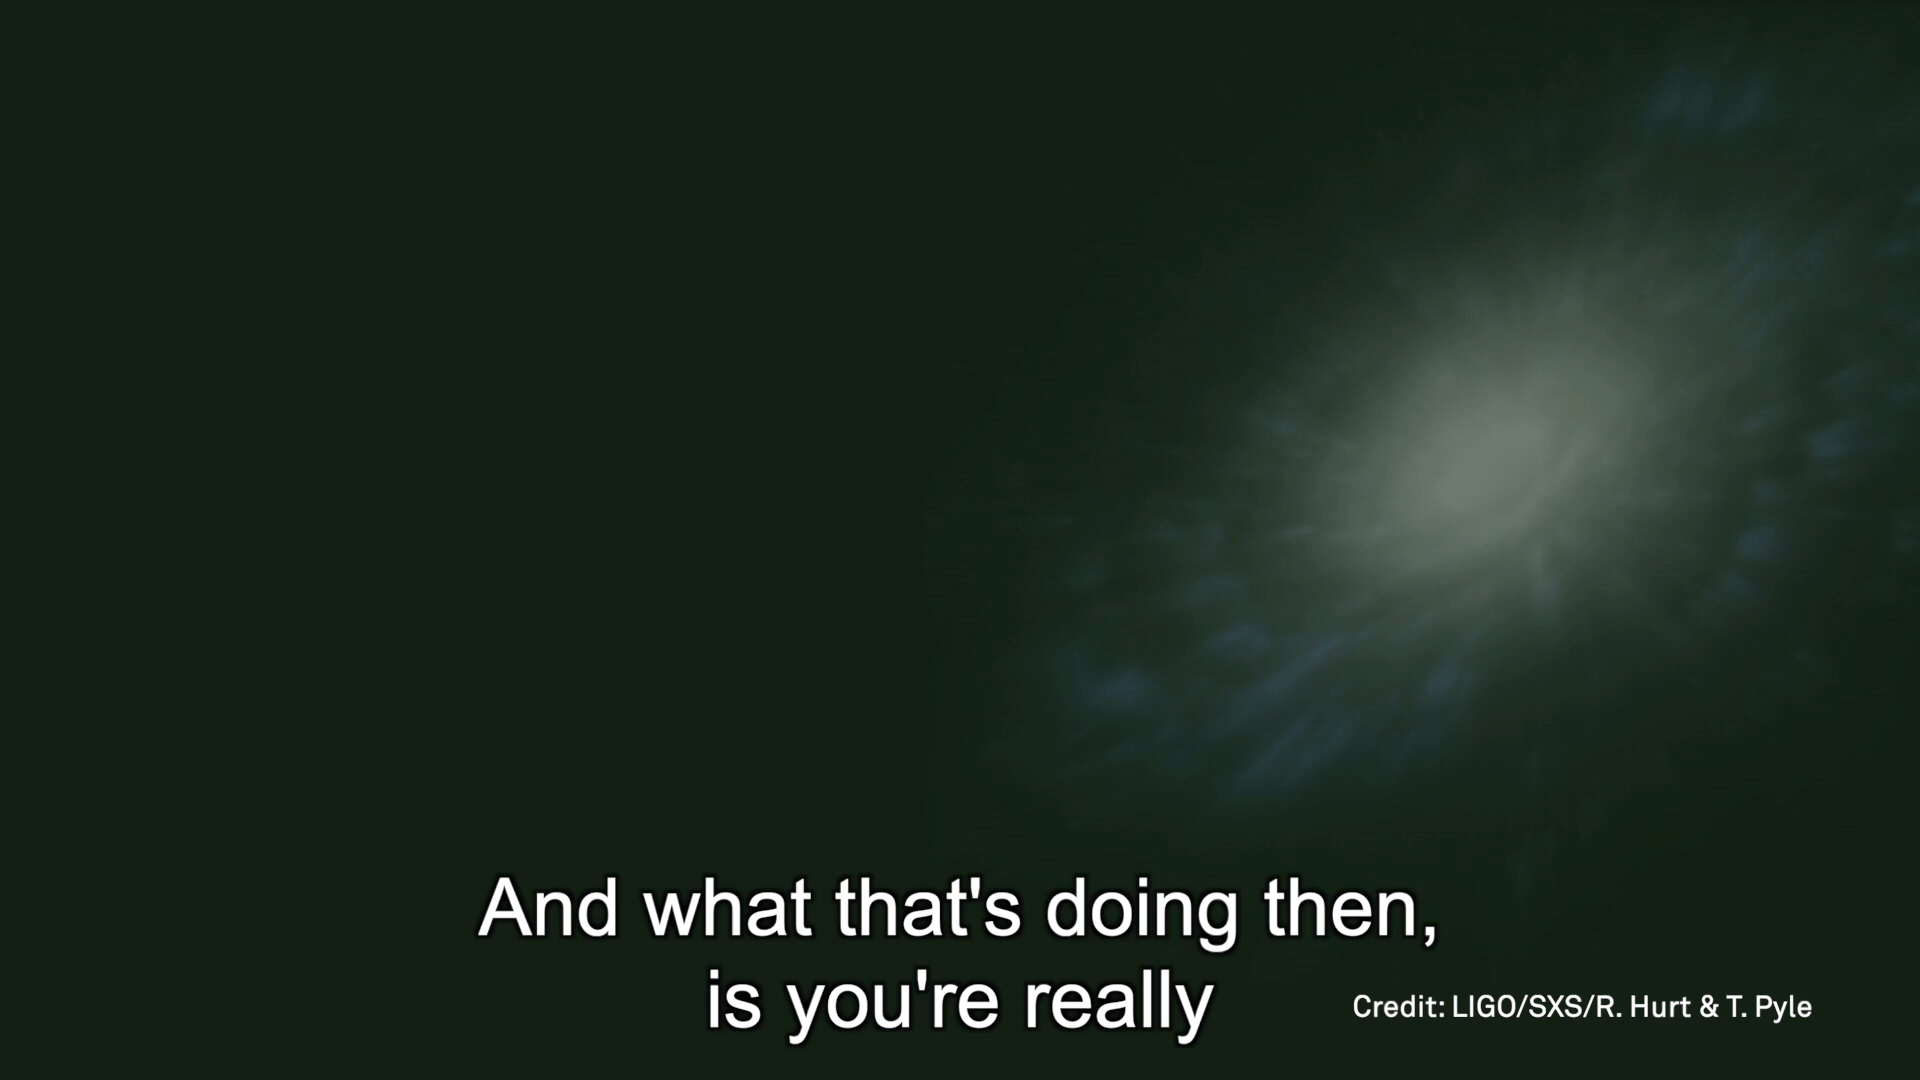 And what that's doing then,
is you're really
Credit: LIGO/SXS/R. Hurt & T. Pyle